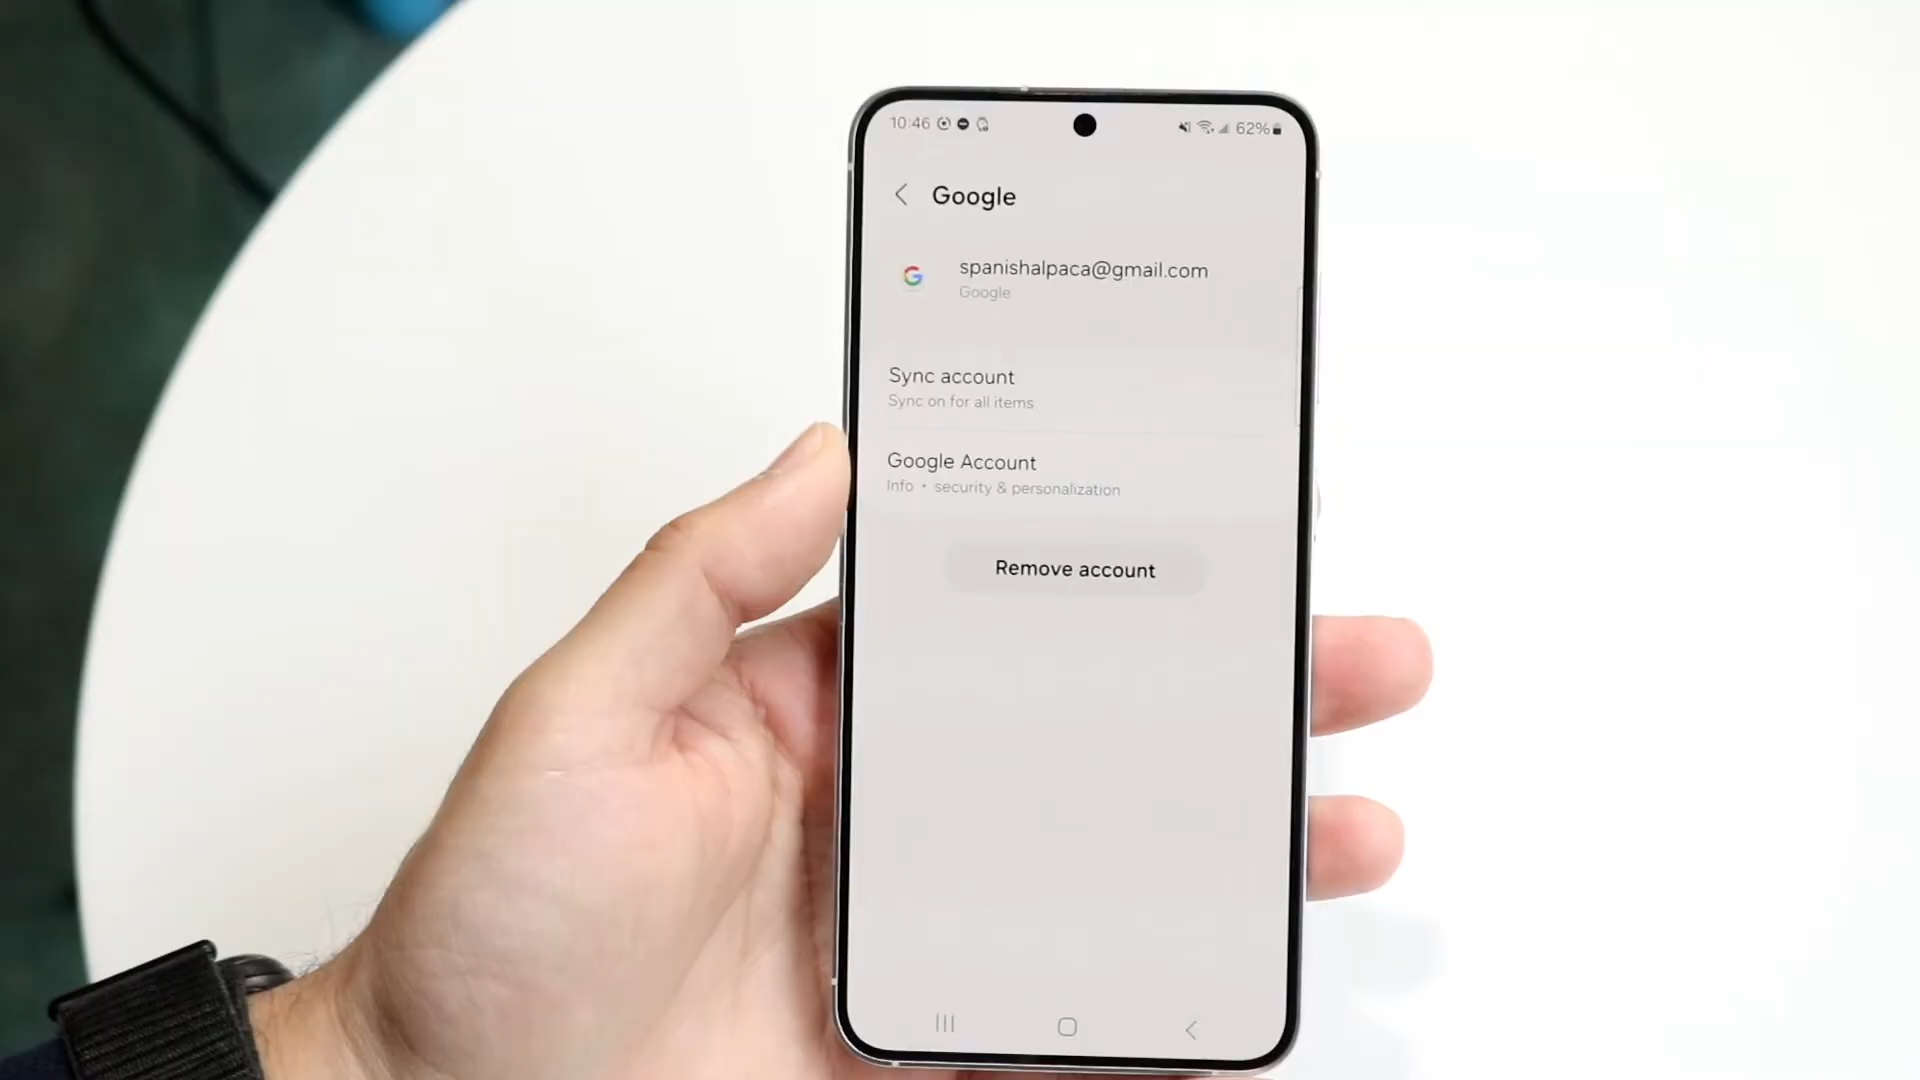 10:46 62%
Google
spanishalpaca@gmail.com
Google
Sync account
Sync on for all items
Google Account
Info • security & personalization
Remove account